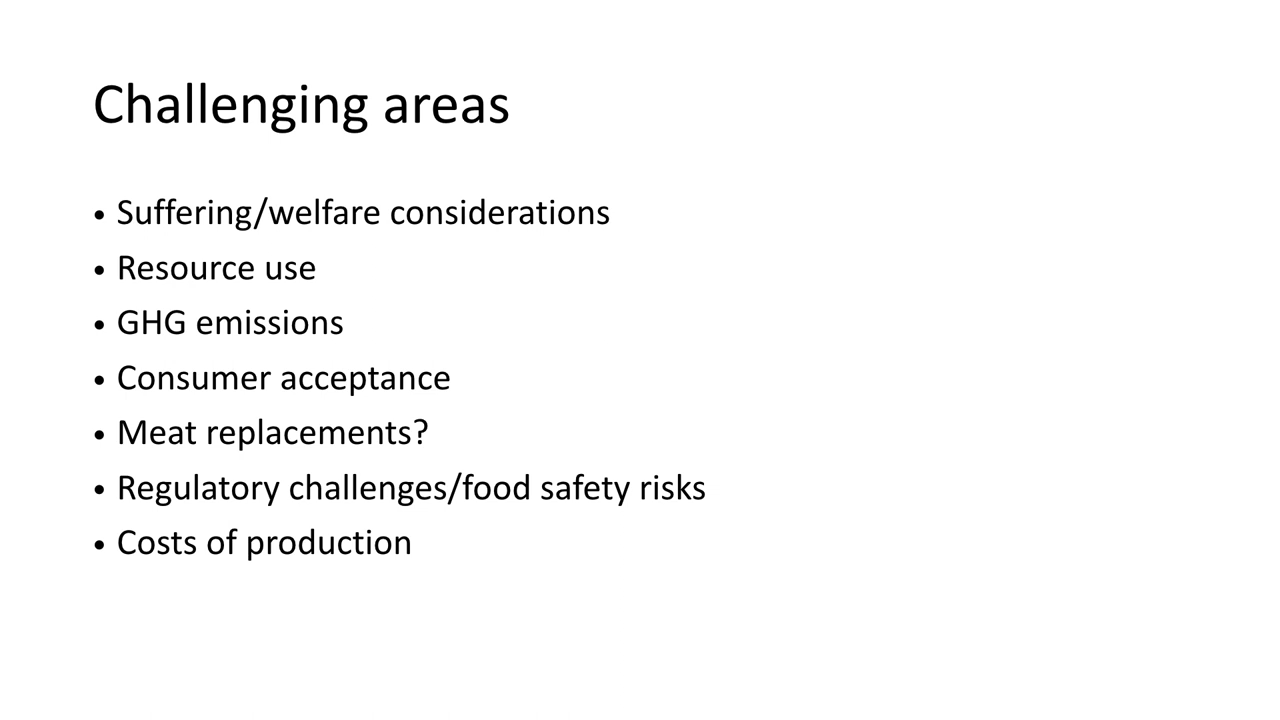 Challenging areas
• Suffering/welfare considerations
• Resource use
• GHG emissions
• Consumer acceptance
• Meat replacements?
• Regulatory challenges/food safety risks
• Costs of production